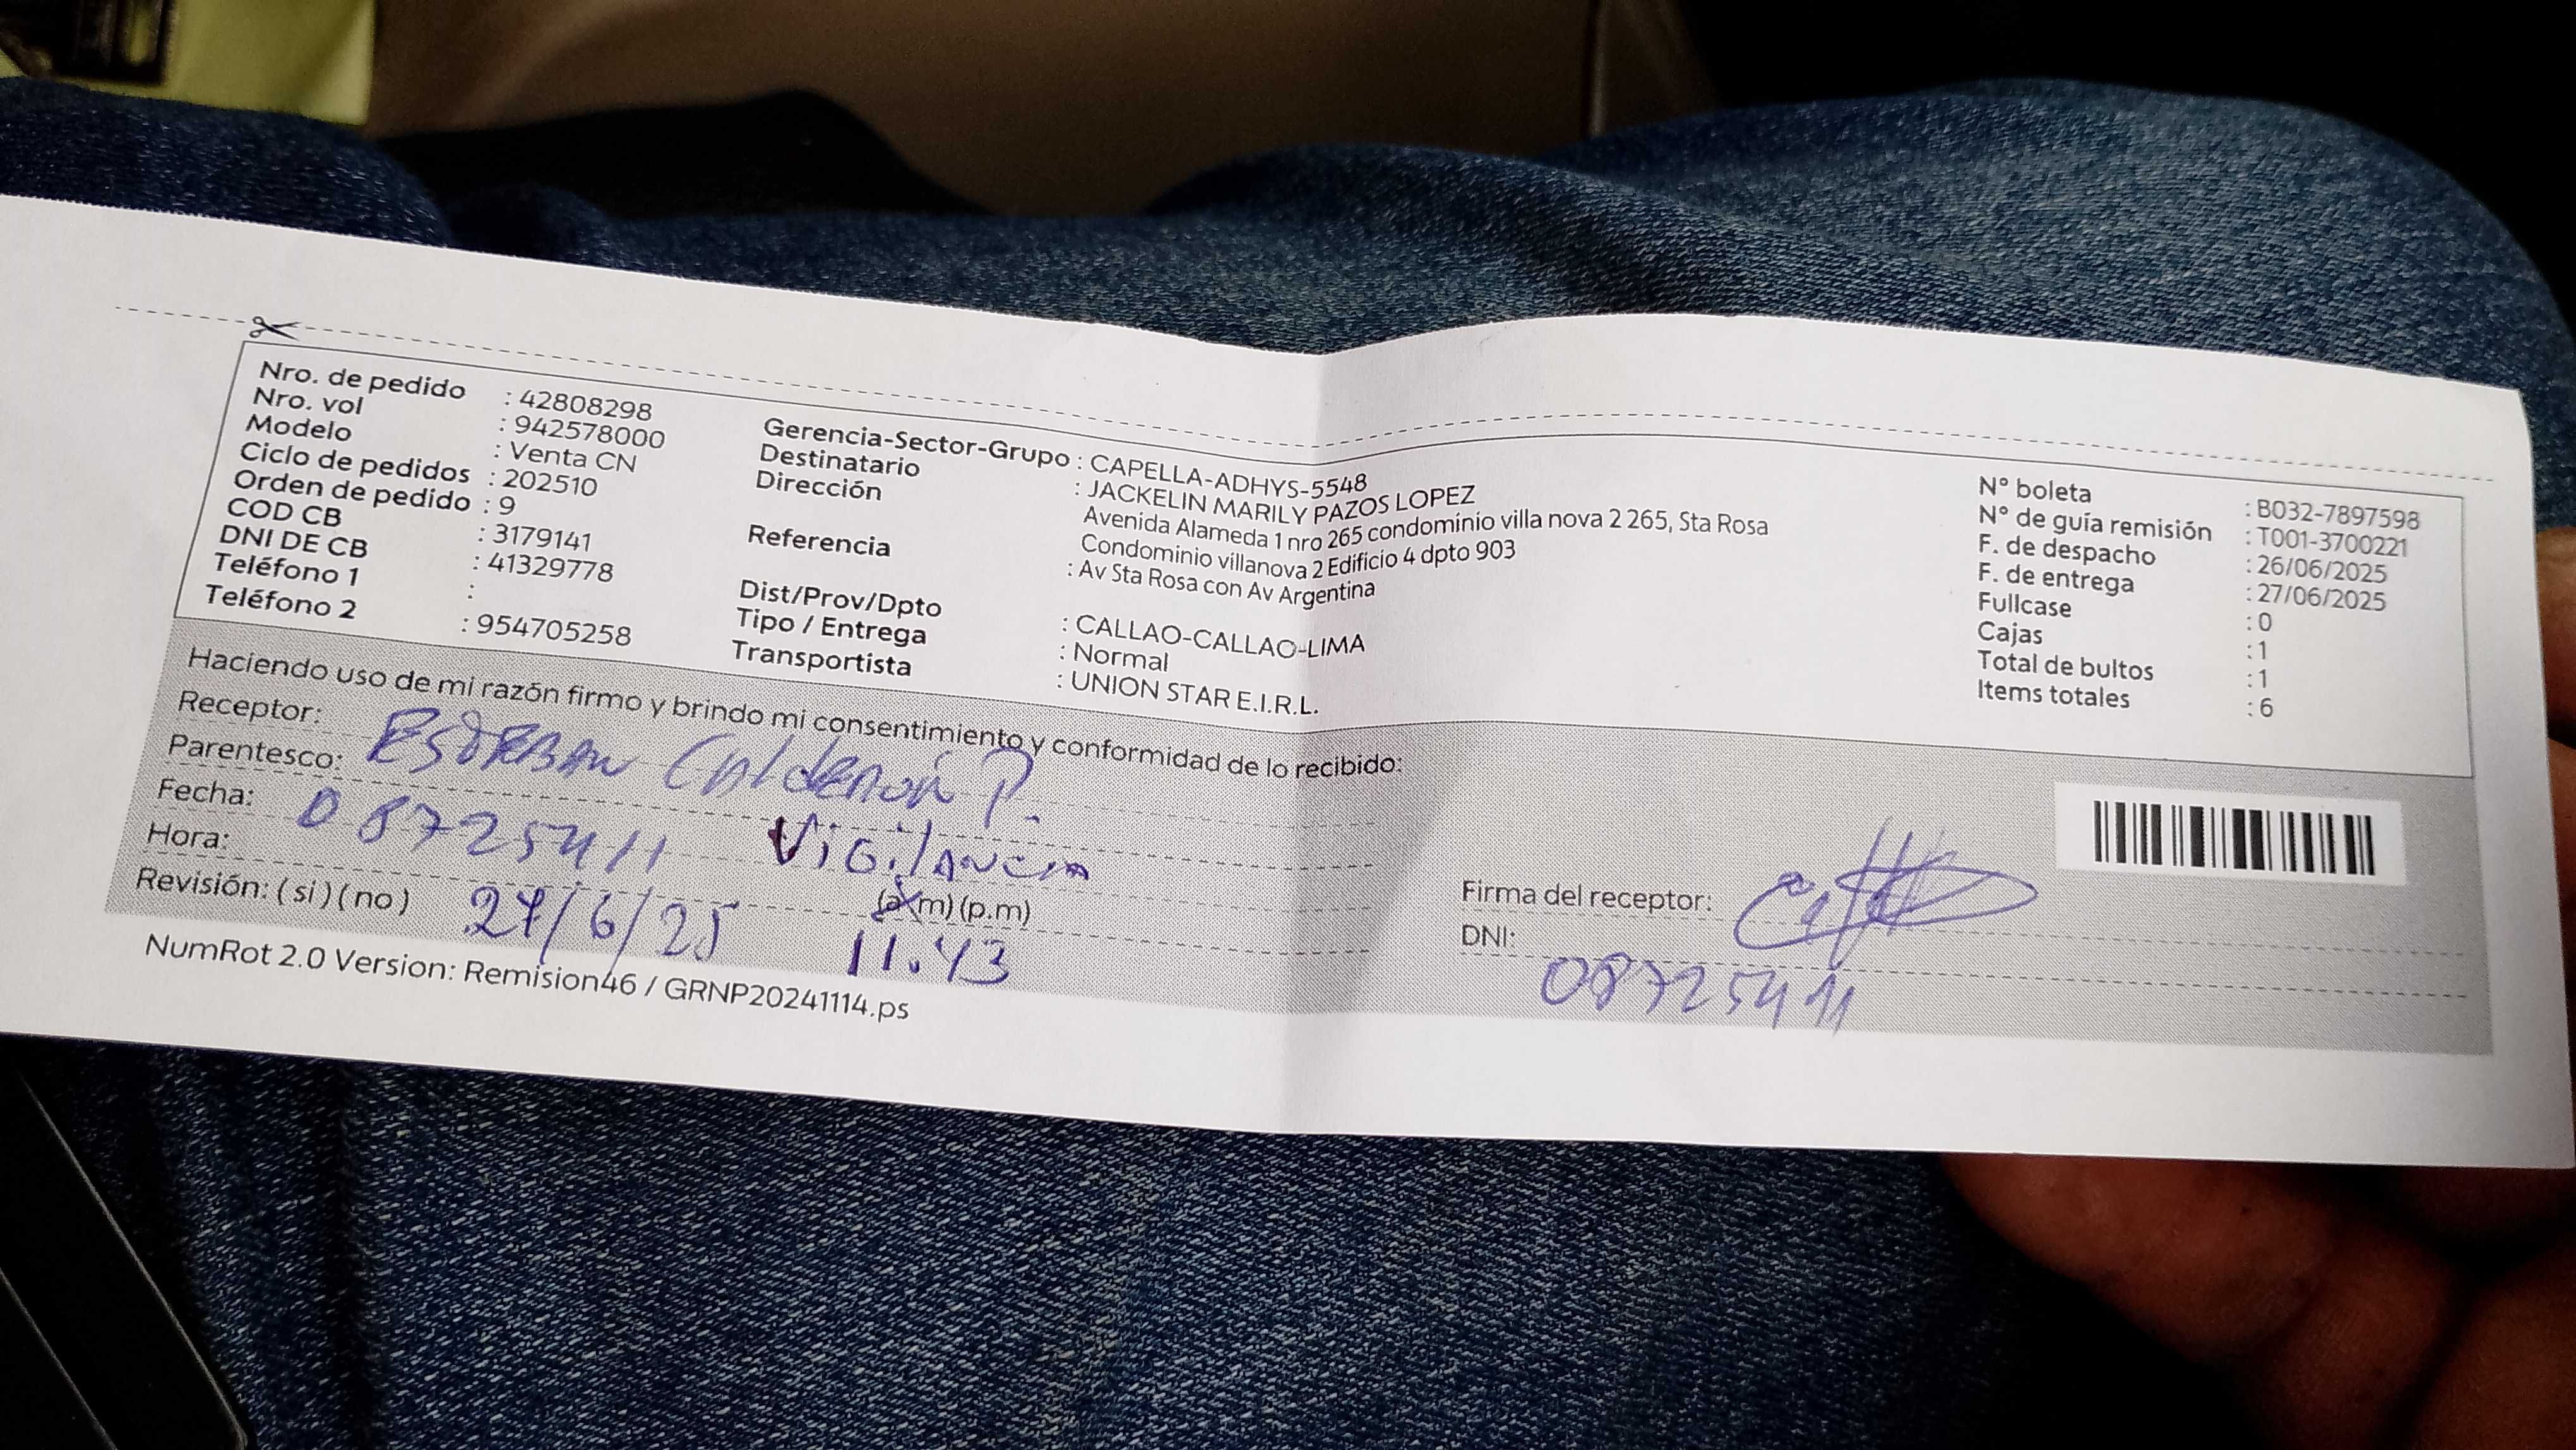 Nro. de pedido : 42808298
Nro. vol : 942578000
Modelo : Venta CN
Ciclo de pedidos : 202510
Orden de pedido : 9
COD CB : 3179141
DNI DE CB : 41329778
Teléfono 1 :
Teléfono 2 : 954705258
Gerencia-Sector-Grupo : CAPELLA-ADHYS-5548
Destinatario : JACKELIN MARILY PAZOS LOPEZ
Dirección Avenida Alameda 1 nro 265 condominio villa nova 2 265, Sta Rosa
Condominio villanova 2 Edificio 4 dpto 903
Referencia : Av Sta Rosa con Av Argentina
Dist/Prov/Dpto : CALLAO-CALLAO-LIMA
Tipo / Entrega : Normal
Transportista : UNION STAR E.I.R.L.
N° boleta : B032-7897598
N° de guía remisión : T001-3700221
F. de despacho : 26/06/2025
F. de entrega : 27/06/2025
Fullcase : 0
Cajas : 1
Total de bultos : 1
Items totales : 6
Haciendo uso de mi razón firmo y brindo mi consentimiento y conformidad de lo recibido:
Receptor: Esteban Calderón P.
Parentesco: 08725411 Vigilancia
Fecha: 27/6/25
Hora: (a.m) (p.m) 11.43
Revisión: ( si ) ( no )
Firma del receptor:
DNI: 08725411
NumRot 2.0 Version: Remision46 / GRNP20241114.ps